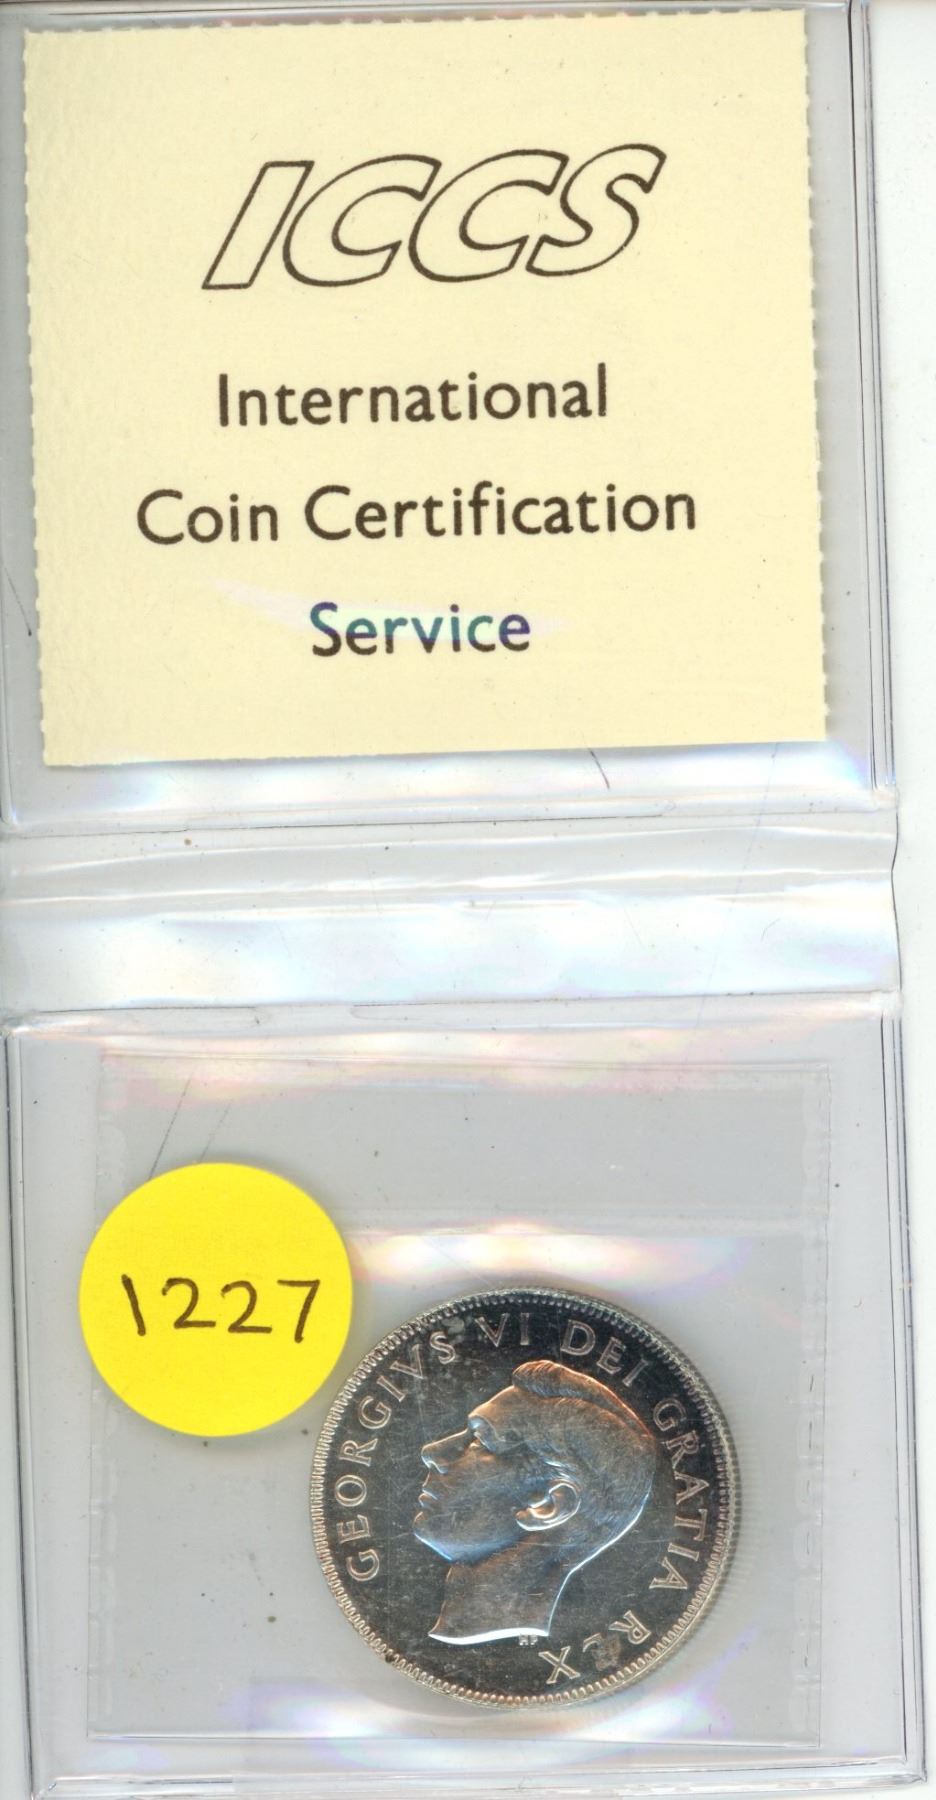 ICCS
International
Coin Certification
Service
1227
GEORGIVS VI DEI GRATIA REX
HP